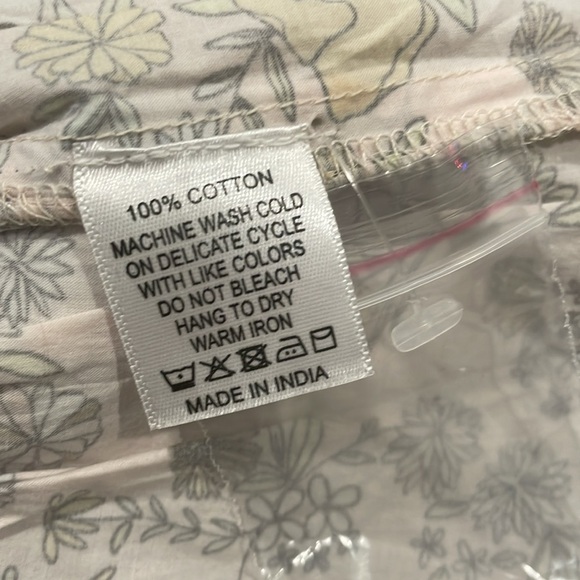 100% COTTON
MACHINE WASH COLD
ON DELICATE CYCLE
WITH LIKE COLORS
DO NOT BLEACH
HANG TO DRY
WARM IRON
MADE IN INDIA